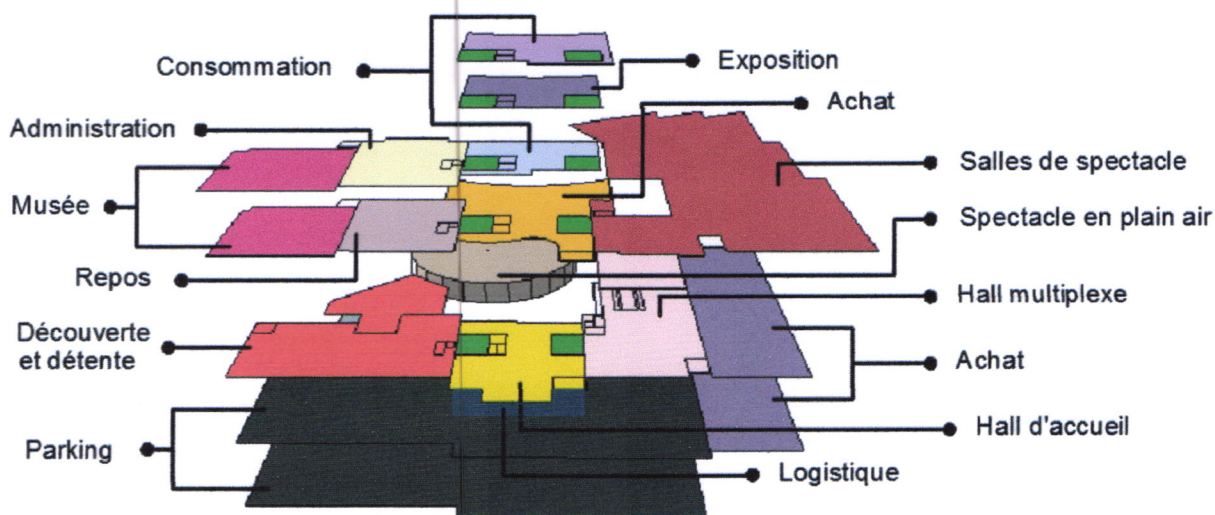 Consommation
Exposition
Achat
Administration
Salles de spectacle
Musée
Spectacle en plain air
Repos
Hall multiplexe
Découverte
et détente
Achat
Hall d'accueil
Parking
Logistique